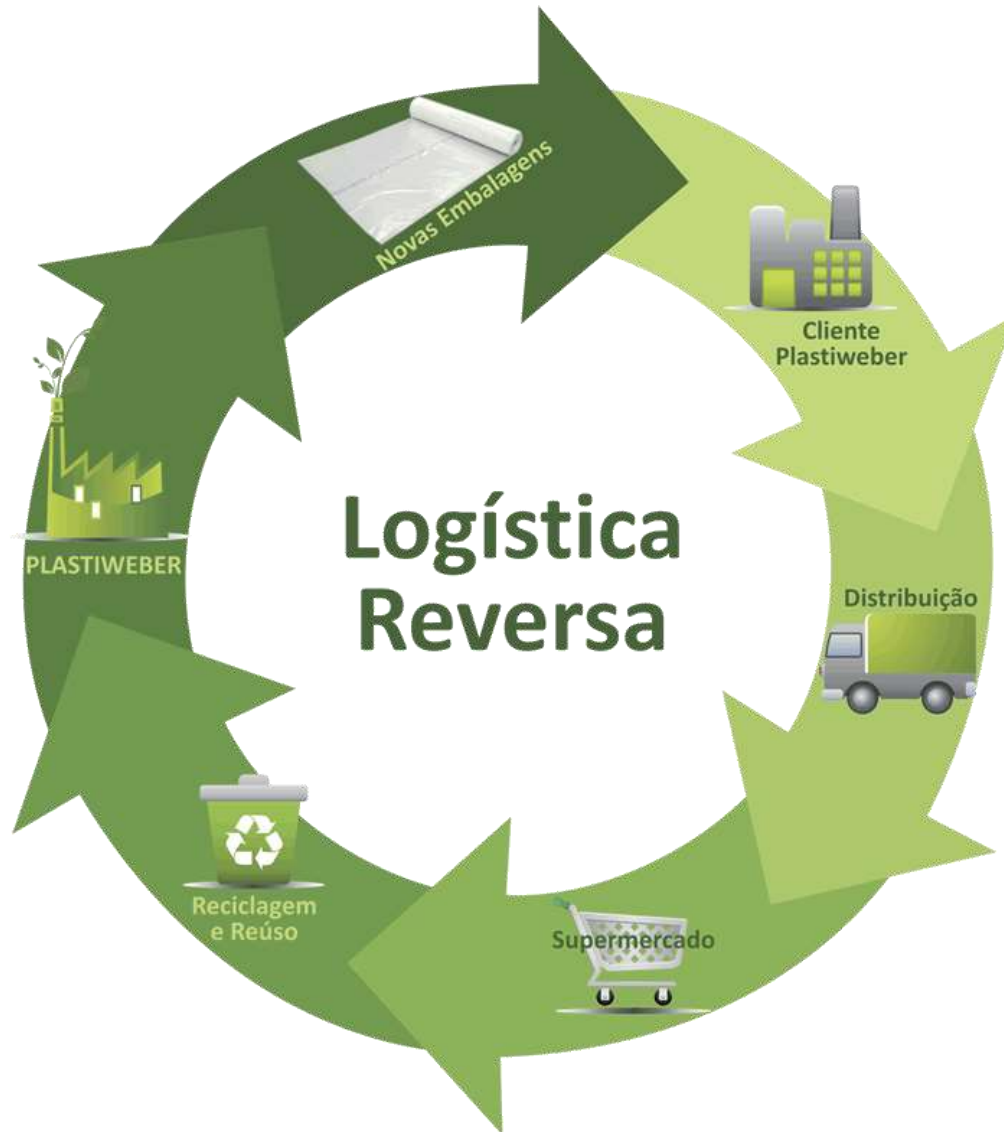 Novas Embalagens
Cliente
Plastiweber
Distribuição
Supermercado
Reciclagem
e Reúso
PLASTIWEBER
Logística
Reversa